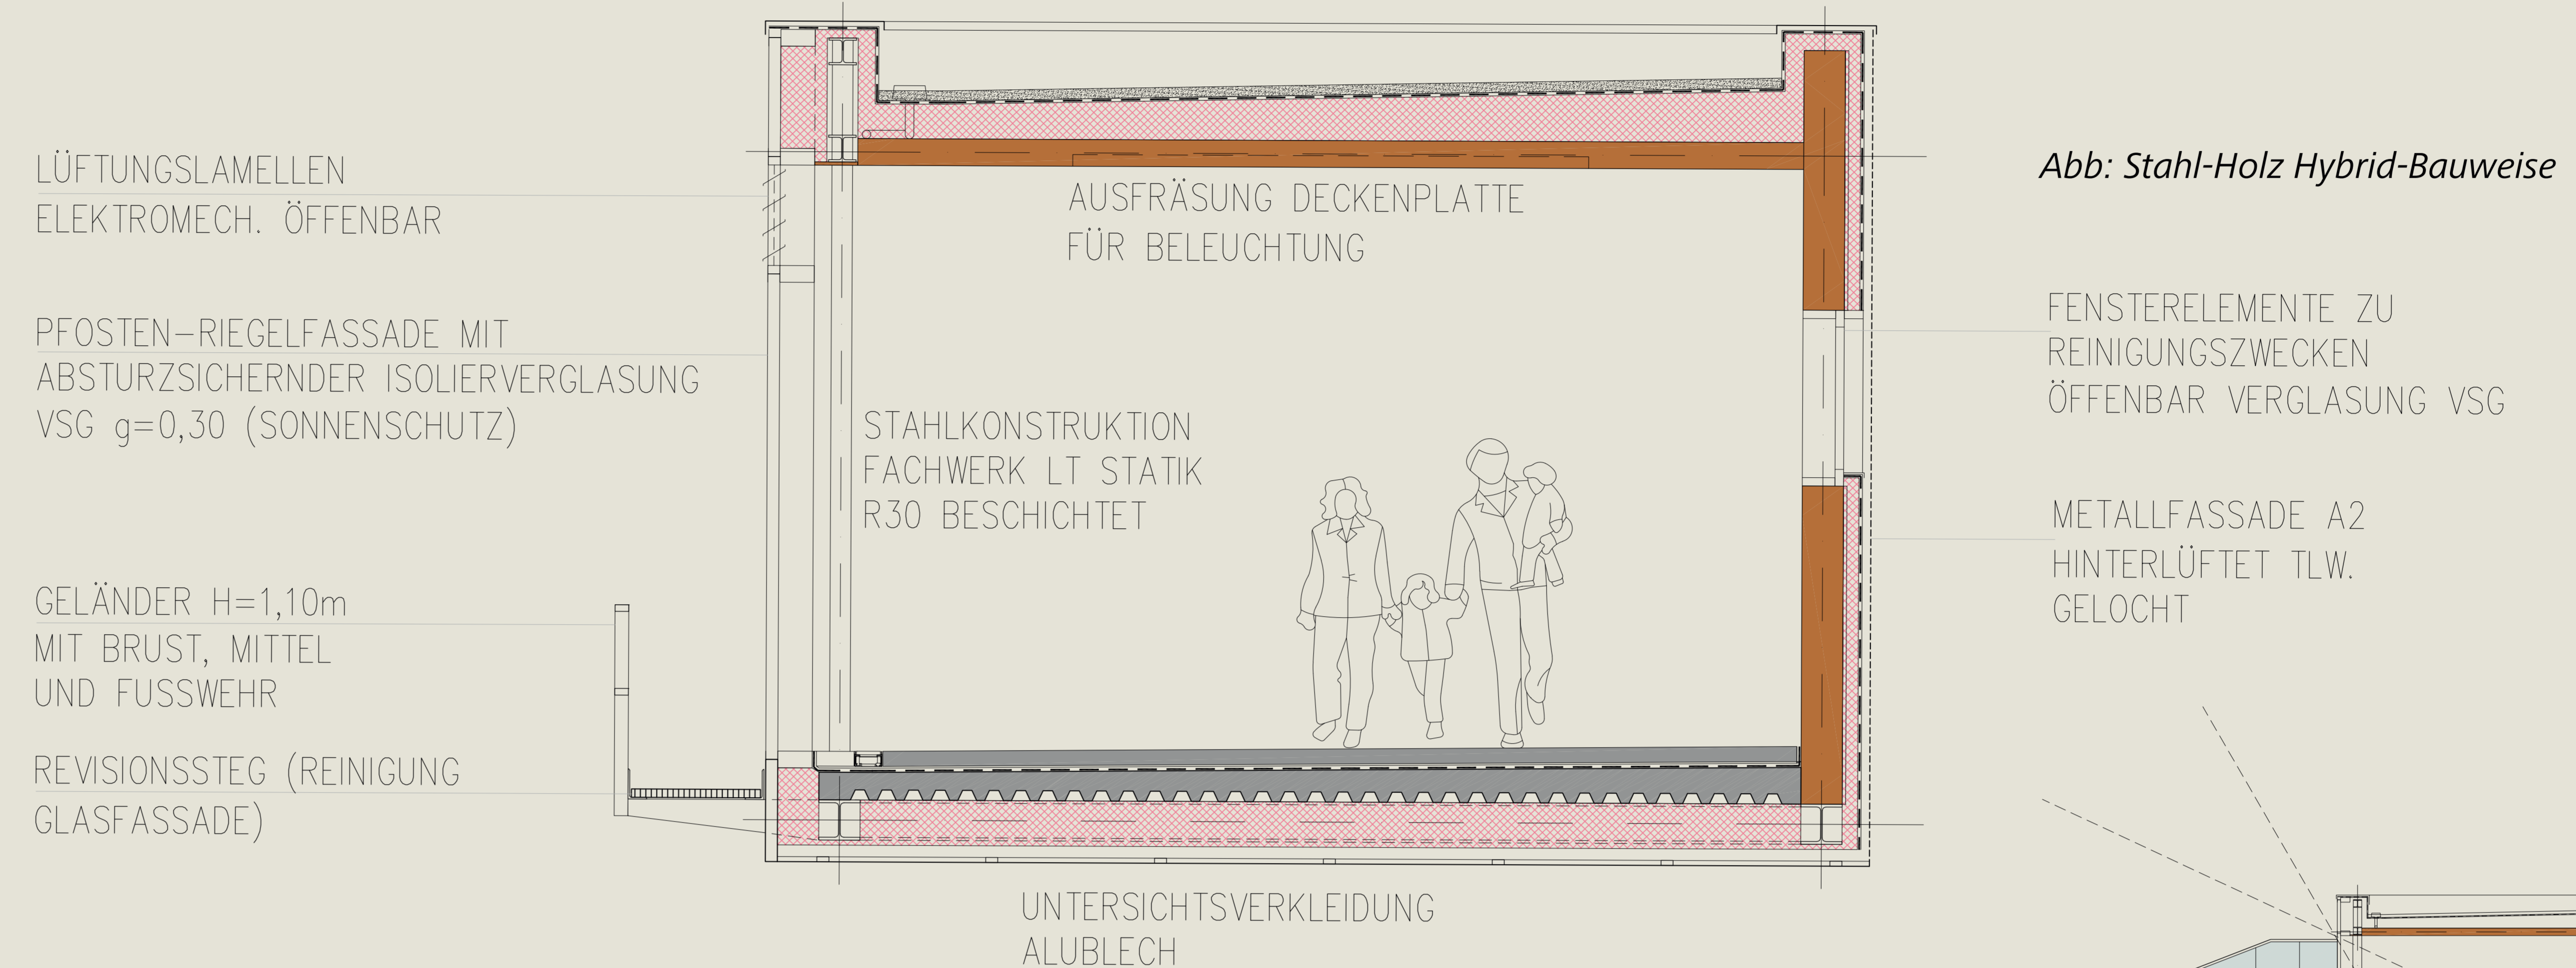 LÜFTUNGSLAMELLEN
ELEKTROMECH. ÖFFENBAR
PFOSTEN-RIEGELFASSADE MIT
ABSTURZSICHERNDER ISOLIERVERGLASUNG
VSG g=0,30 (SONNENSCHUTZ)
GELÄNDER H=1,10m
MIT BRUST, MITTEL
UND FUSSWEHR
REVISIONSSTEG (REINIGUNG
GLASFASSADE)
AUSFRÄSUNG DECKENPLATTE
FÜR BELEUCHTUNG
STAHLKONSTRUKTION
FACHWERK LT STATIK
R30 BESCHICHTET
UNTERSICHTSVERKLEIDUNG
ALUBLECH
Abb: Stahl-Holz Hybrid-Bauweise
FENSTERELEMENTE ZU
REINIGUNGSZWECKEN
ÖFFENBAR VERGLASUNG VSG
METALLFASSADE A2
HINTERLÜFTET TLW.
GELOCHT